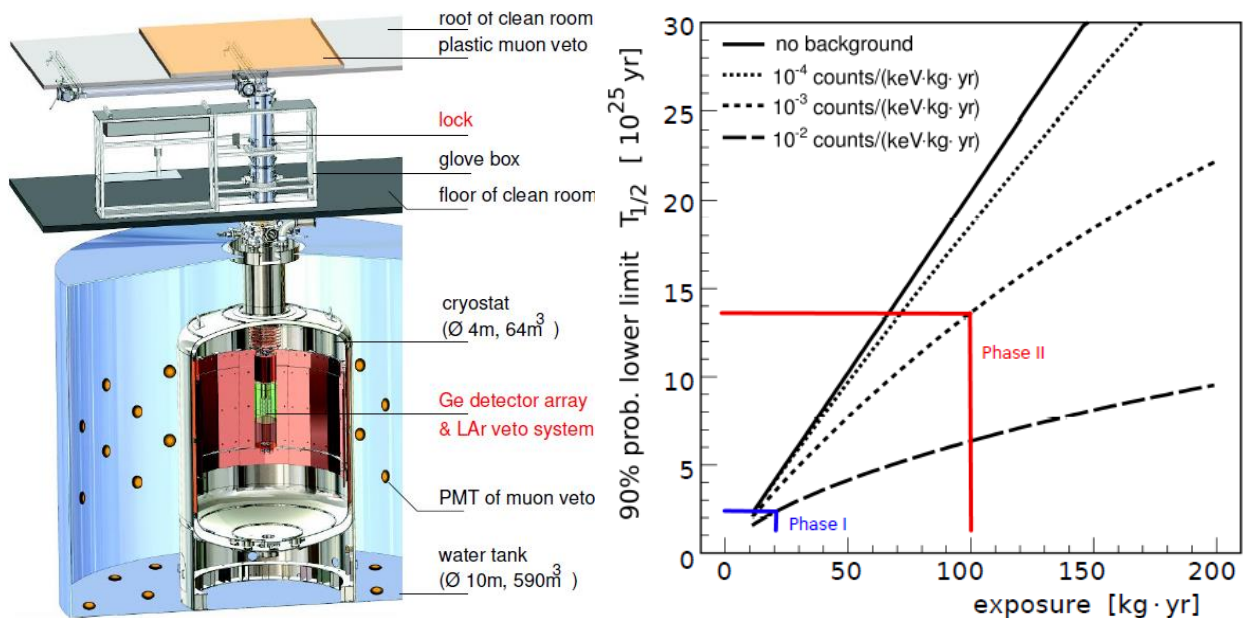 roof of clean room
plastic muon veto
lock
glove box
floor of clean room
cryostat
(Ø 4m, 64m³)
Ge detector array
& LAr veto system
PMT of muon veto
water tank
(Ø 10m, 590m³)
90% prob. lower limit T1/2 [10²⁵ yr]
30
25
20
15
10
5
0
no background
10⁻⁴ counts/(keV·kg· yr)
10⁻³ counts/(keV·kg· yr)
10⁻² counts/(keV·kg· yr)
Phase II
Phase I
0 50 100 150 200
exposure [kg·yr]